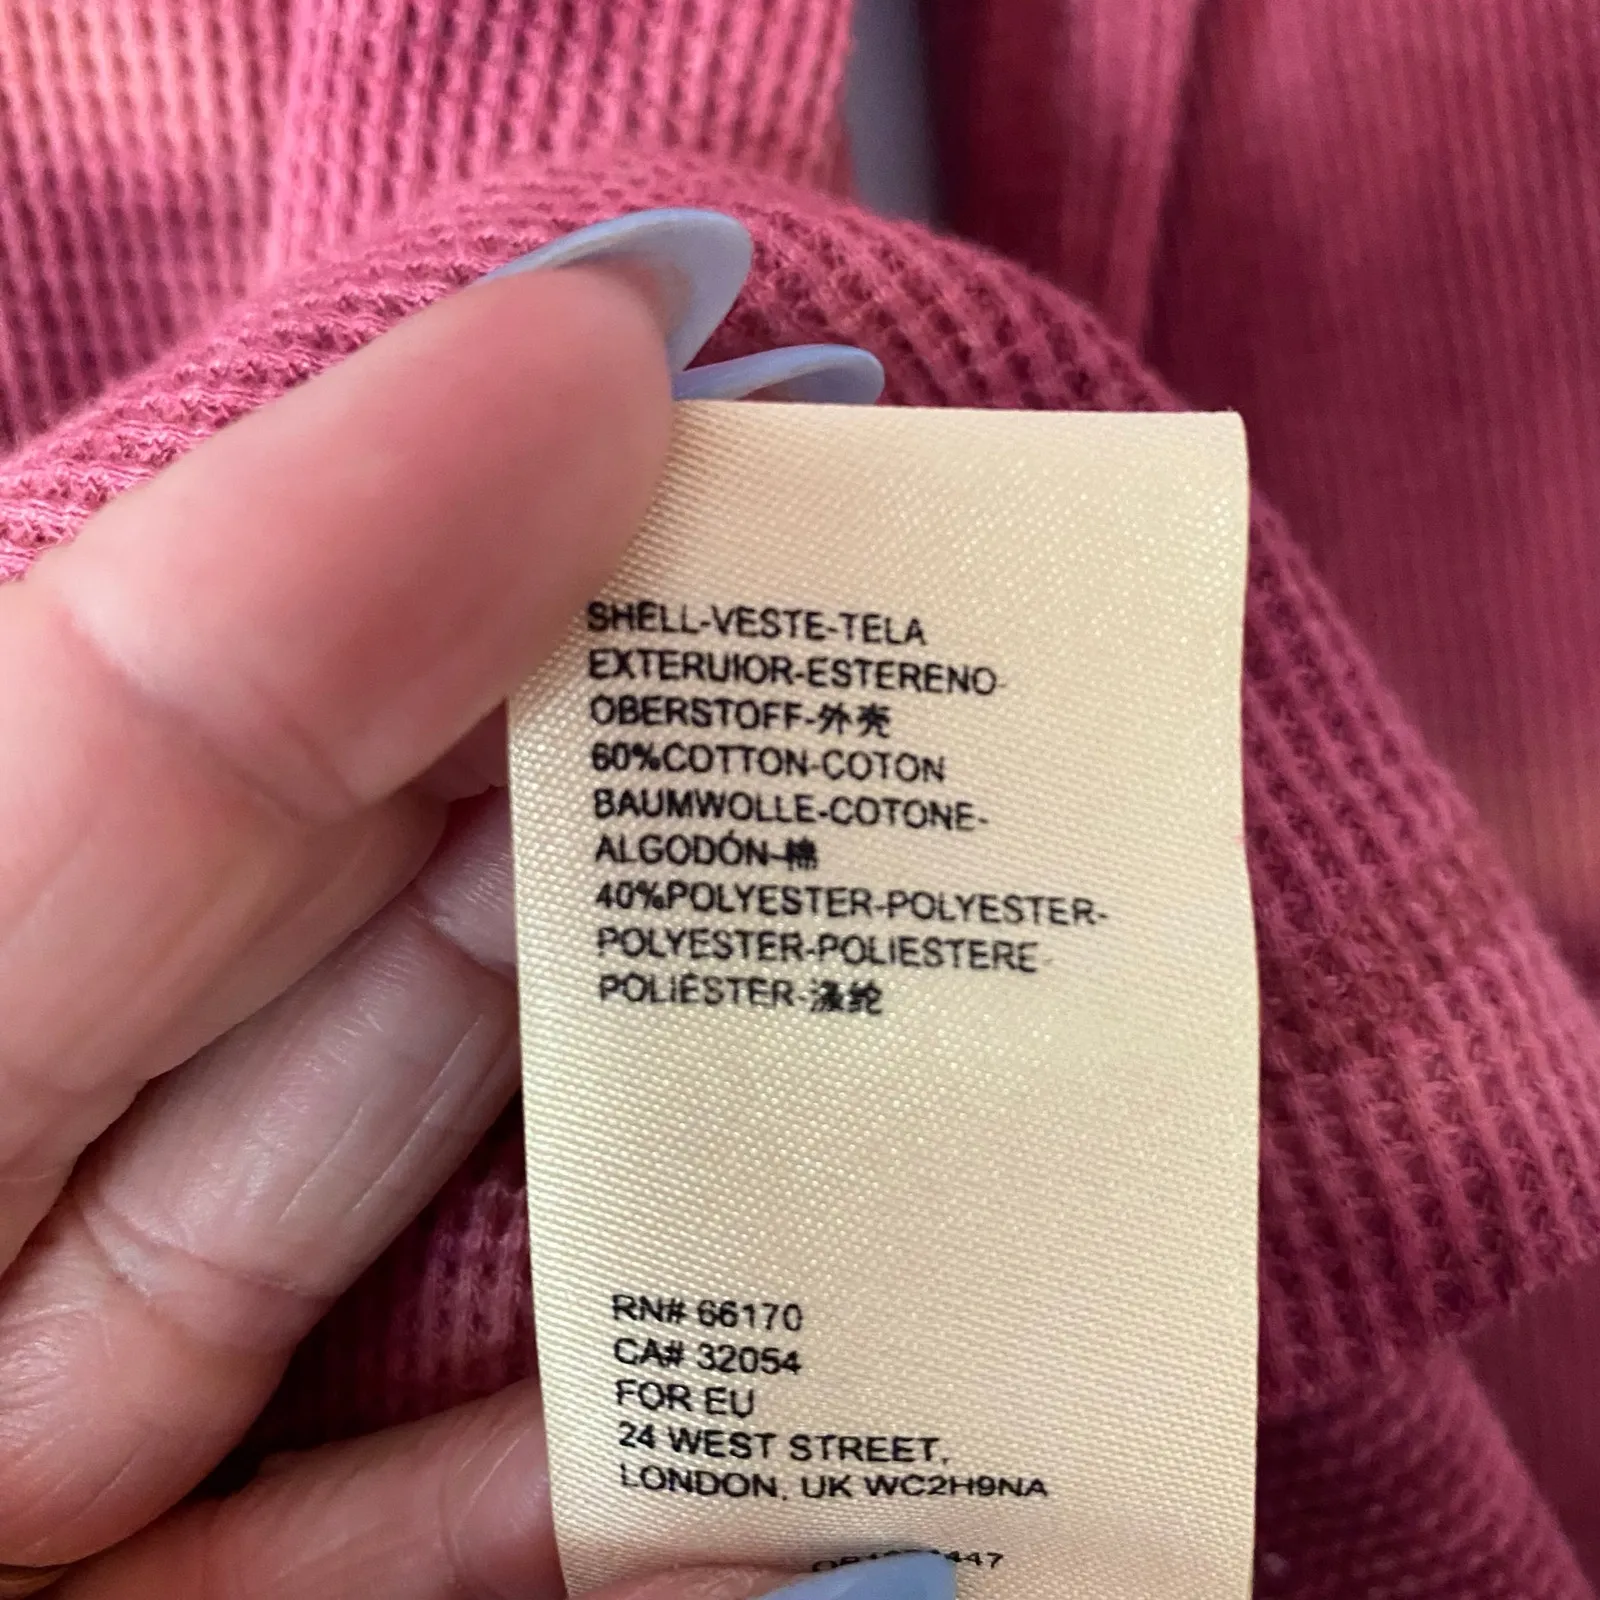 SHELL-VESTE-TELA
EXTERUIOR-ESTERENO-
OBERSTOFF-外壳
60%COTTON-COTON
BAUMWOLLE-COTONE-
ALGODÓN-棉
40%POLYESTER-POLYESTER-
POLYESTER-POLIESTERE-
POLIÉSTER-涤纶
RN# 66170
CA# 32054
FOR EU
24 WEST STREET,
LONDON, UK WC2H9NA